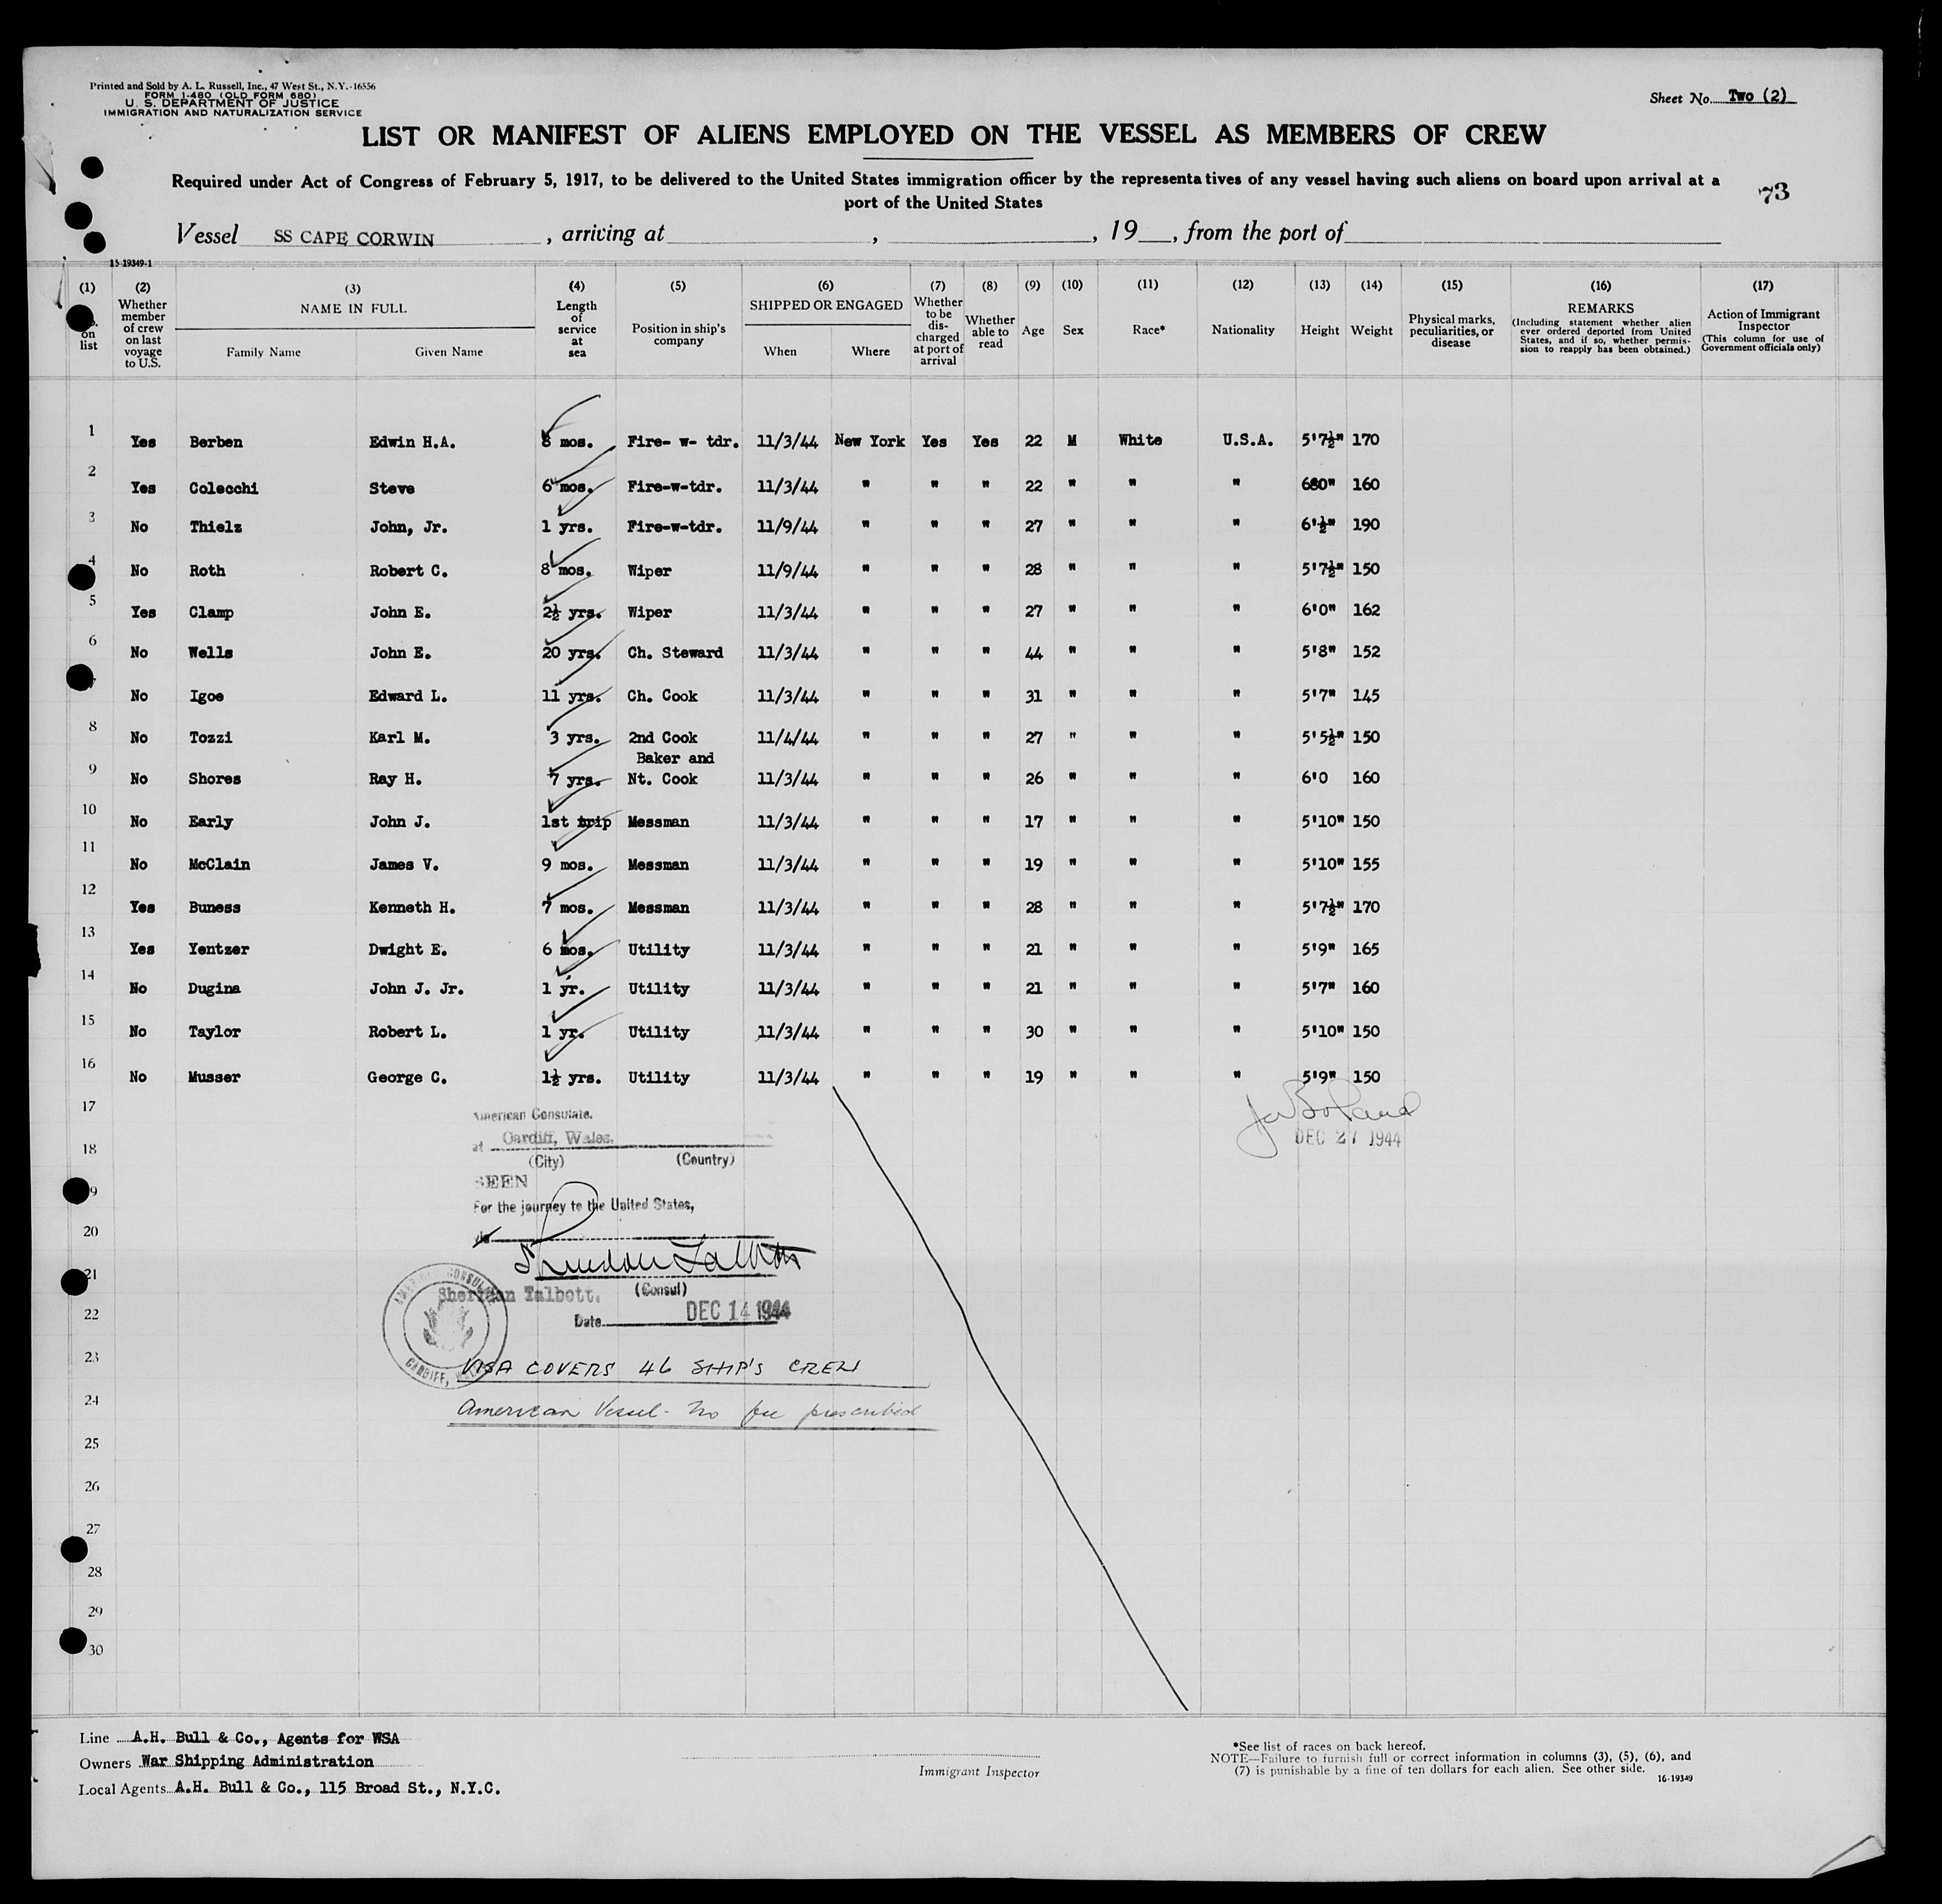 Printed and Sold by A. L. Russell, Inc., 47 West St., N.Y.-16556
FORM I-480 (OLD FORM 680)
U. S. DEPARTMENT OF JUSTICE
IMMIGRATION AND NATURALIZATION SERVICE
Sheet No. Two (2)
LIST OR MANIFEST OF ALIENS EMPLOYED ON THE VESSEL AS MEMBERS OF CREW
Required under Act of Congress of February 5, 1917, to be delivered to the United States immigration officer by the representatives of any vessel having such aliens on board upon arrival at a
port of the United States
73
Vessel SS CAPE CORWIN , arriving at , , 19 , from the port of
15-19349-1
(1) on list
(2) Whether member of crew on last voyage to U.S.
(3) NAME IN FULL Family Name Given Name
(4) Length of service at sea
(5) Position in ship's company
(6) SHIPPED OR ENGAGED When Where
(7) Whether to be discharged at port of arrival
(8) Whether able to read
(9) Age
(10) Sex
(11) Race*
(12) Nationality
(13) Height
(14) Weight
(15) Physical marks, peculiarities, or disease
(16) REMARKS (Including statement whether alien ever ordered deported from United States, and if so, whether permission to reapply has been obtained.)
(17) Action of Immigrant Inspector (This column for use of Government officials only)
1 Yes Berben Edwin H.A. 8 mos. Fire- w- tdr. 11/3/44 New York Yes Yes 22 M White U.S.A. 5'7½" 170
2 Yes Colecchi Steve 6 mos. Fire-w-tdr. 11/3/44 " " " 22 " " " 6'0" 160
3 No Thielz John, Jr. 1 yrs. Fire-w-tdr. 11/9/44 " " " 27 " " " 6'½" 190
4 No Roth Robert C. 8 mos. Wiper 11/9/44 " " " 28 " " " 5'7½" 150
5 Yes Clamp John E. 2½ yrs. Wiper 11/3/44 " " " 27 " " " 6'0" 162
6 No Wells John E. 20 yrs. Ch. Steward 11/3/44 " " " 44 " " " 5'8" 152
7 No Igoe Edward L. 11 yrs. Ch. Cook 11/3/44 " " " 31 " " " 5'7" 145
8 No Tozzi Karl M. 3 yrs. 2nd Cook 11/4/44 " " " 27 " " " 5'5½" 150
Baker and
9 No Shores Ray H. 7 yrs. Nt. Cook 11/3/44 " " " 26 " " " 6'0 160
10 No Early John J. 1st trip Messman 11/3/44 " " " 17 " " " 5'10" 150
11 No McClain James V. 9 mos. Messman 11/3/44 " " " 19 " " " 5'10" 155
12 Yes Buness Kenneth H. 7 mos. Messman 11/3/44 " " " 28 " " " 5'7½" 170
13 Yes Yentzer Dwight E. 6 mos. Utility 11/3/44 " " " 21 " " " 5'9" 165
14 No Dugina John J. Jr. 1 yr. Utility 11/3/44 " " " 21 " " " 5'7" 160
15 No Taylor Robert L. 1 yr. Utility 11/3/44 " " " 30 " " " 5'10" 150
16 No Musser George C. 1½ yrs. Utility 11/3/44 " " " 19 " " " 5'9" 150
17
American Consulate.
at Cardiff, Wales.
DEC 27 1944
18
(City) (Country)
SEEN
19
For the journey to the United States,
20
via
21
Sheridan Talbott
(Consul)
Sheridan Talbott.
AMERICAN CONSULATE
CARDIFF, WALES
22
Date DEC 14 1944
23 VISA COVERS 46 SHIP'S CREW
24 American Vessel - No fee prescribed
25
26
27
28
29
30
Line A.H. Bull & Co., Agents for WSA
Owners War Shipping Administration
Local Agents A.H. Bull & Co., 115 Broad St., N.Y.C.
Immigrant Inspector
*See list of races on back hereof.
NOTE—Failure to furnish full or correct information in columns (3), (5), (6), and
(7) is punishable by a fine of ten dollars for each alien. See other side.
16-19349